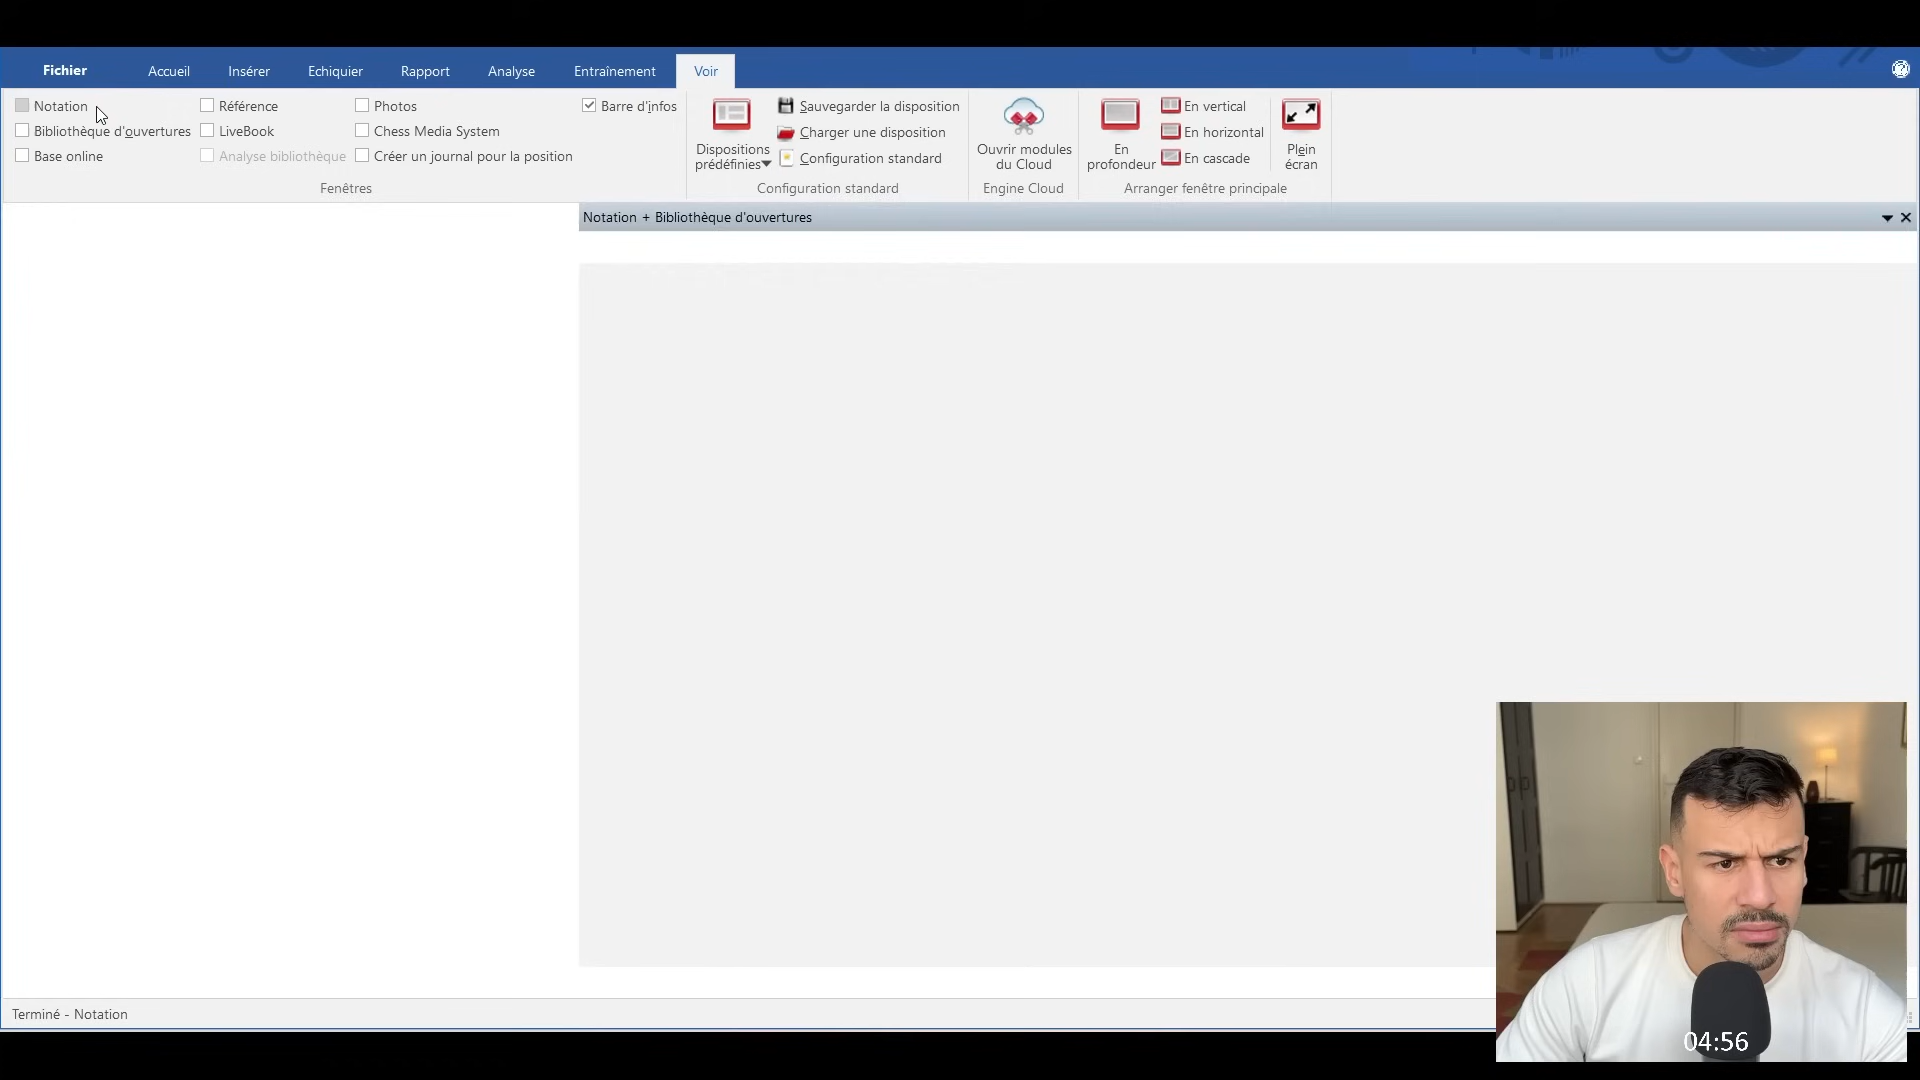 Fichier Accueil Insérer Echiquier Rapport Analyse Entraînement Voir
Notation
Bibliothèque d'ouvertures
Base online
Référence
LiveBook
Analyse bibliothèque
Photos
Chess Media System
Créer un journal pour la position
Barre d'infos
Fenêtres
Dispositions
prédéfinies
Sauvegarder la disposition
Charger une disposition
Configuration standard
Configuration standard
Ouvrir modules
du Cloud
Engine Cloud
En
profondeur
En vertical
En horizontal
En cascade
Arranger fenêtre principale
Plein
écran
Notation + Bibliothèque d'ouvertures
Terminé - Notation
04:56